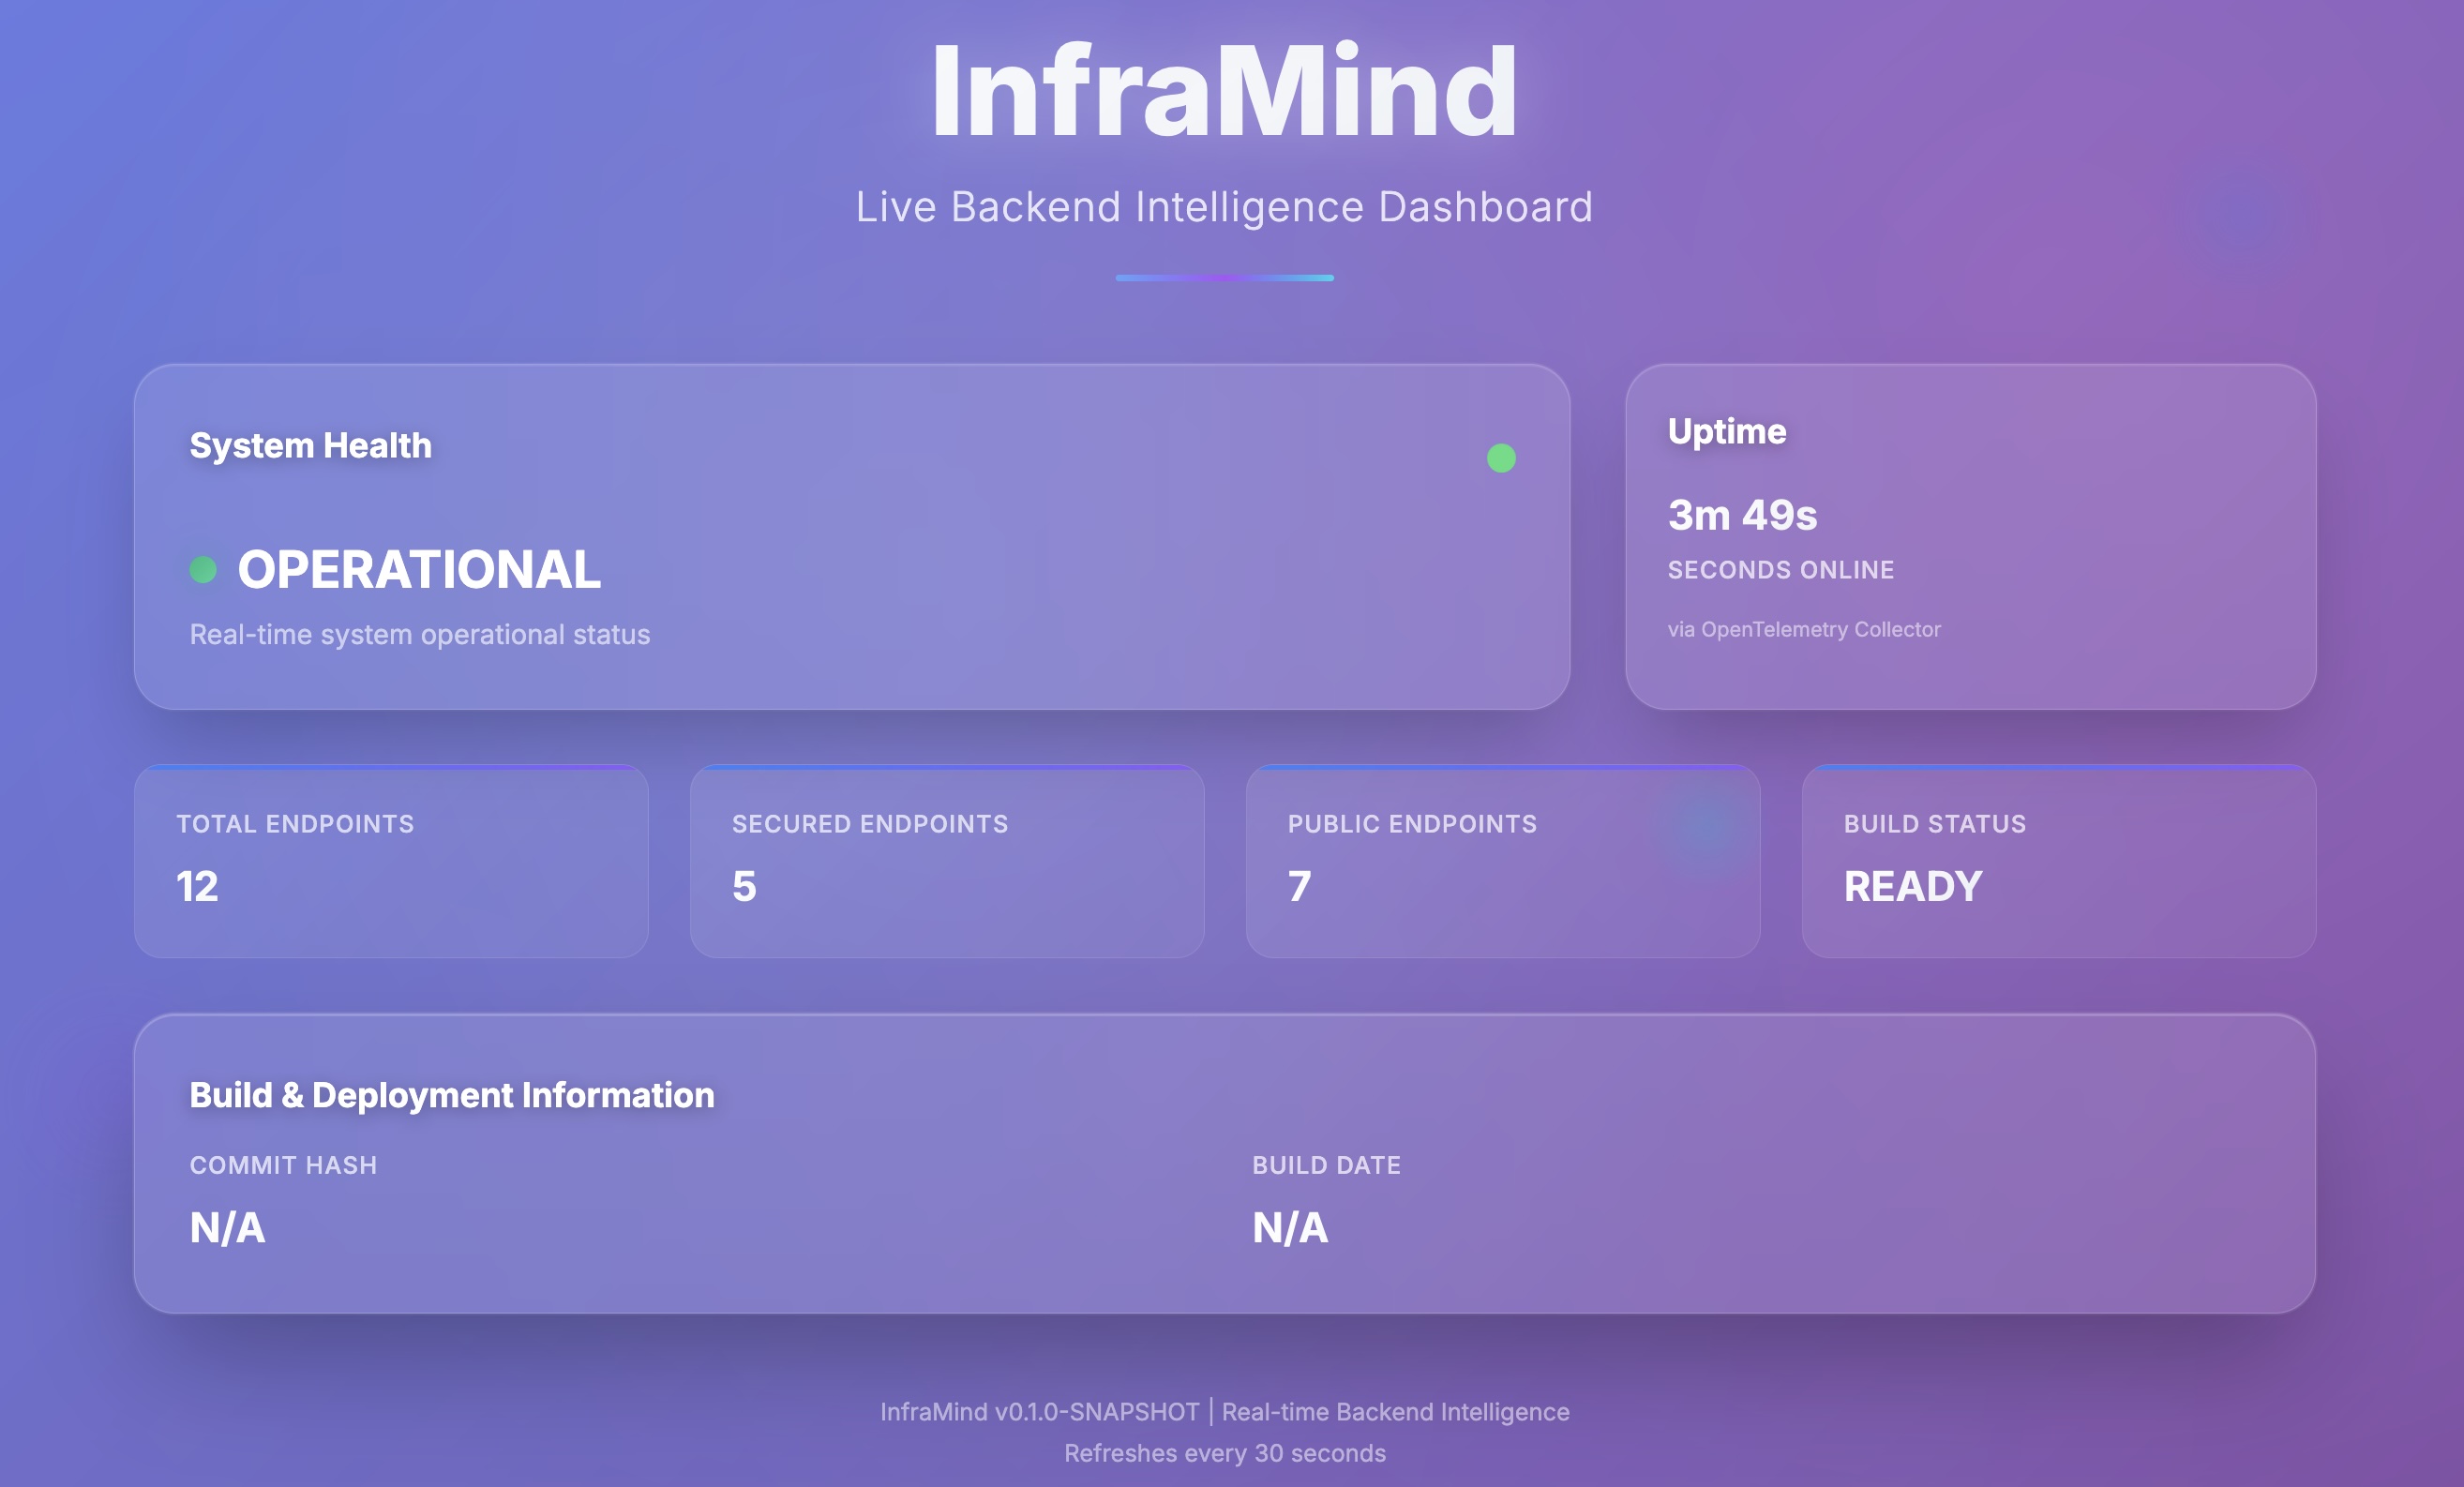 InfraMind
Live Backend Intelligence Dashboard
System Health
OPERATIONAL
Real-time system operational status
Uptime
3m 49s
SECONDS ONLINE
via OpenTelemetry Collector
TOTAL ENDPOINTS
12
SECURED ENDPOINTS
5
PUBLIC ENDPOINTS
7
BUILD STATUS
READY
Build & Deployment Information
COMMIT HASH
N/A
BUILD DATE
N/A
InfraMind v0.1.0-SNAPSHOT | Real-time Backend Intelligence
Refreshes every 30 seconds